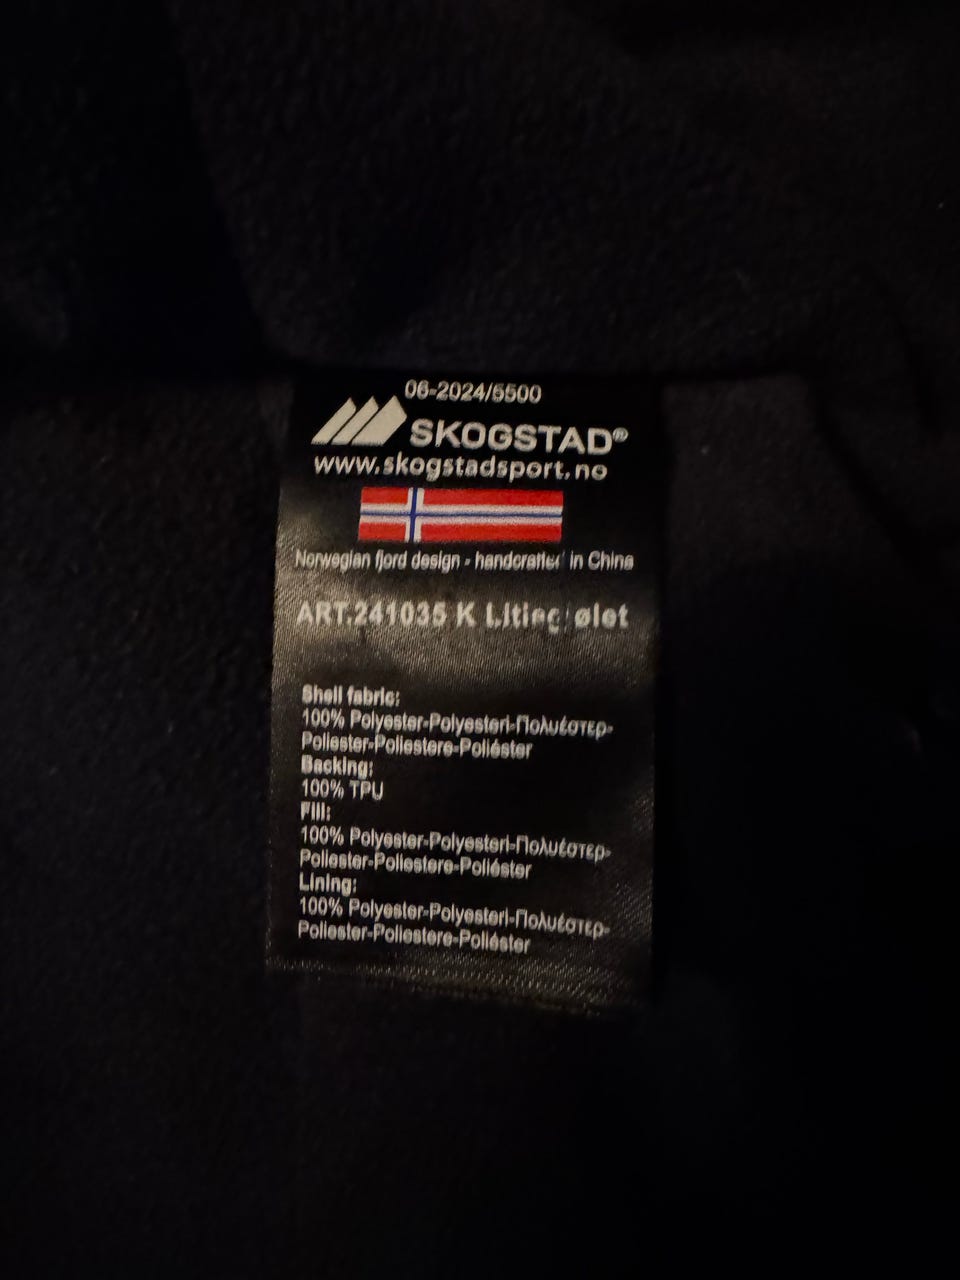 06-2024/5500
SKOGSTAD®
www.skogstadsport.no
Norwegian fjord design - in China
ART.241035 K
Shell fabric:
100% Polyester-Polyesteri-Πολυέστερ-
Poliester-Poliestere-Poliéster
Backing:
100% TPU
Fill:
100% Polyester-Polyesteri-Πολυέστερ-
Poliester-Poliestere-Poliéster
Lining:
100% Polyester-Polyesteri-Πολυέστερ-
Poliester-Poliestere-Poliéster